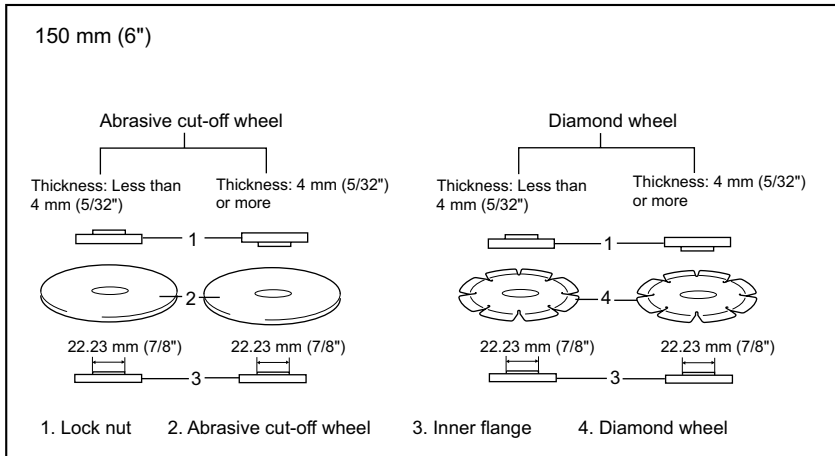 150 mm (6")
Abrasive cut-off wheel
Diamond wheel
Thickness: Less than
4 mm (5/32")
Thickness: 4 mm (5/32")
or more
Thickness: Less than
4 mm (5/32")
Thickness: 4 mm (5/32")
or more
1
1
2
4
22.23 mm (7/8")
22.23 mm (7/8")
22.23 mm (7/8")
22.23 mm (7/8")
3
3
1. Lock nut 2. Abrasive cut-off wheel 3. Inner flange 4. Diamond wheel